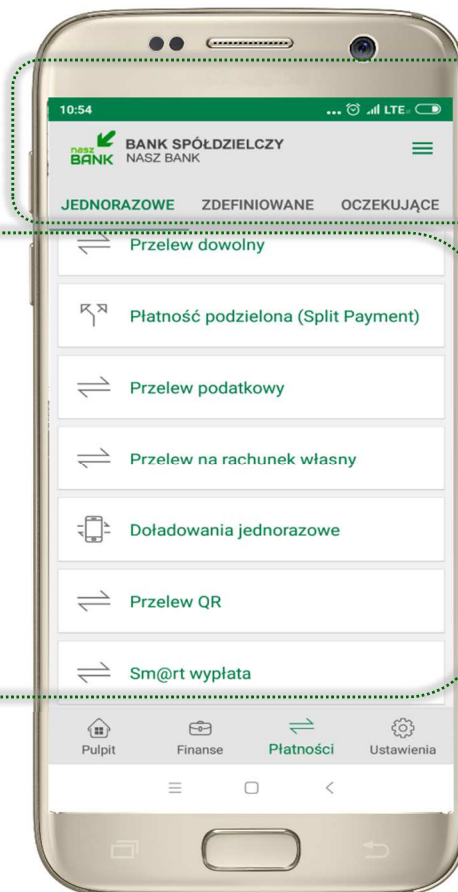 10:54
LTE
nasz
BANK
BANK SPÓŁDZIELCZY
NASZ BANK
JEDNORAZOWE ZDEFINIOWANE OCZEKUJĄCE
Przelew dowolny
Płatność podzielona (Split Payment)
Przelew podatkowy
Przelew na rachunek własny
Doładowania jednorazowe
Przelew QR
Sm@rt wypłata
Pulpit Finanse Płatności Ustawienia